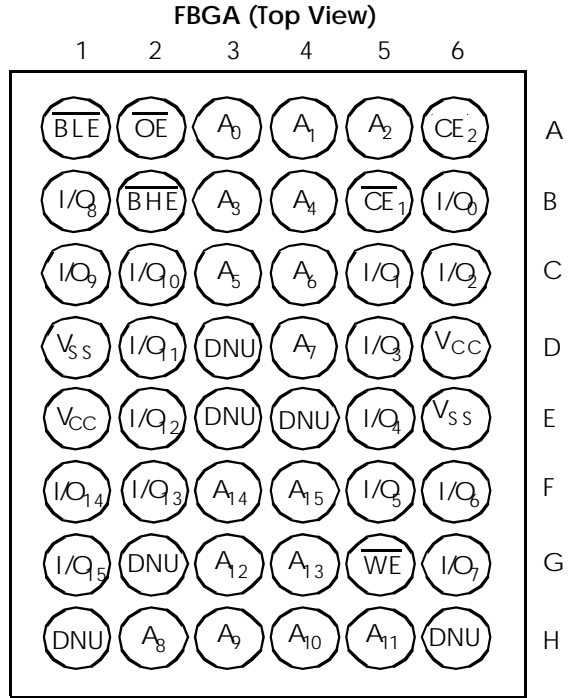 FBGA (Top View)
1 2 3 4 5 6
BLE OE A0 A1 A2 CE2 A
I/O8 BHE A3 A4 CE1 I/O0 B
I/O9 I/O10 A5 A6 I/O1 I/O2 C
VSS I/O11 DNU A7 I/O3 VCC D
VCC I/O12 DNU DNU I/O4 VSS E
I/O14 I/O13 A14 A15 I/O5 I/O6 F
I/O15 DNU A12 A13 WE I/O7 G
DNU A8 A9 A10 A11 DNU H